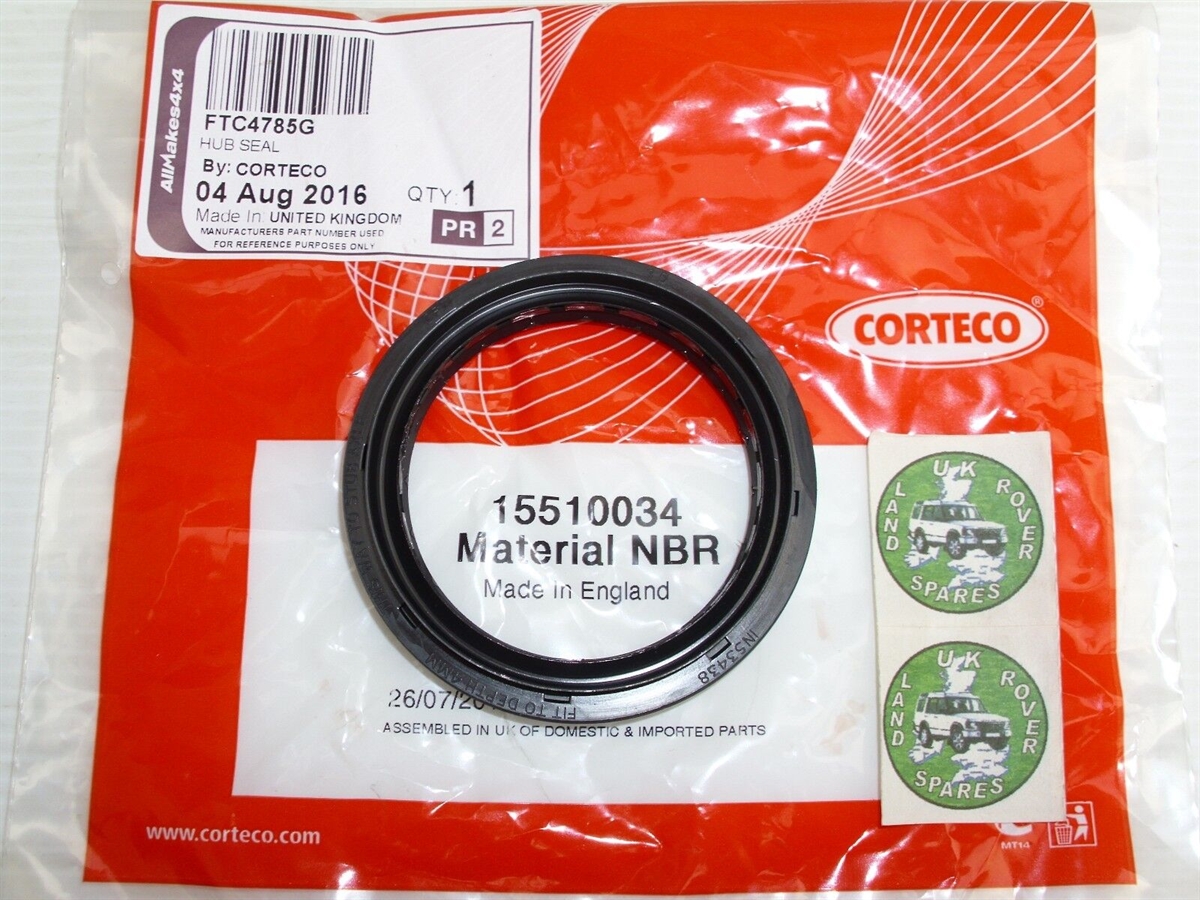 AllMakes4x4
FTC4785G
HUB SEAL
By: CORTECO
04 Aug 2016 QTY: 1
Made In: UNITED KINGDOM
MANUFACTURERS PART NUMBER USED
FOR REFERENCE PURPOSES ONLY
PR 2
CORTECO®
15510034
Material NBR
Made in England
INS3438
FIT TO DEPTH 4MM
26/07/20
ASSEMBLED IN UK OF DOMESTIC & IMPORTED PARTS
UK
LAND ROVER
SPARES
UK
LAND ROVER
SPARES
www.corteco.com
MT14